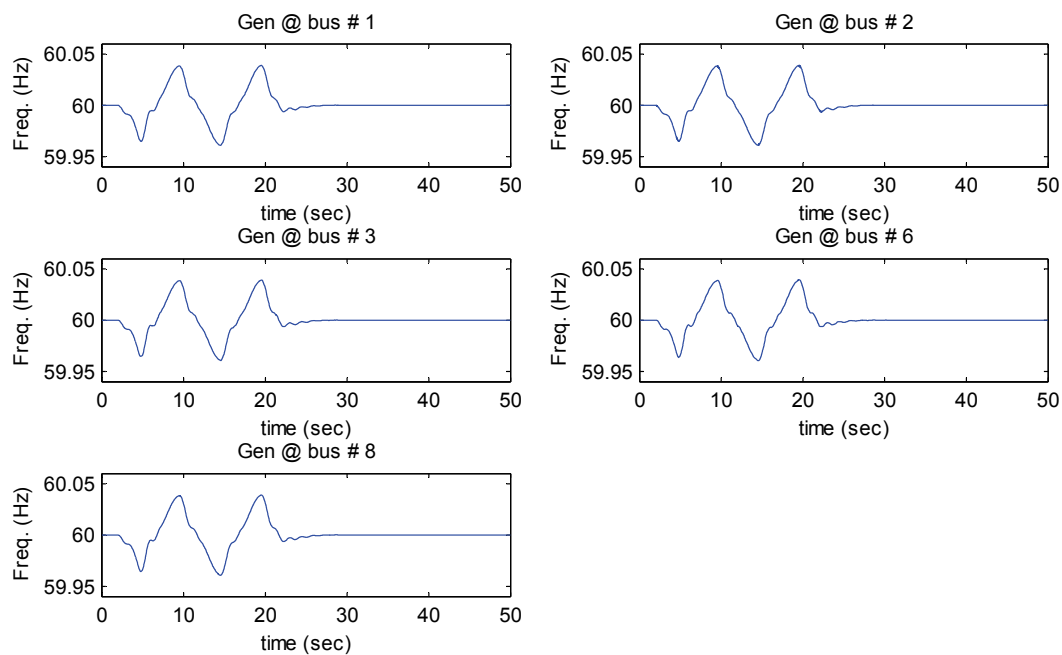 Gen @ bus # 1
60.05
60
59.95
Freq. (Hz)
0 10 20 30 40 50
time (sec)
Gen @ bus # 2
60.05
60
59.95
Freq. (Hz)
0 10 20 30 40 50
time (sec)
Gen @ bus # 3
60.05
60
59.95
Freq. (Hz)
0 10 20 30 40 50
time (sec)
Gen @ bus # 6
60.05
60
59.95
Freq. (Hz)
0 10 20 30 40 50
time (sec)
Gen @ bus # 8
60.05
60
59.95
Freq. (Hz)
0 10 20 30 40 50
time (sec)